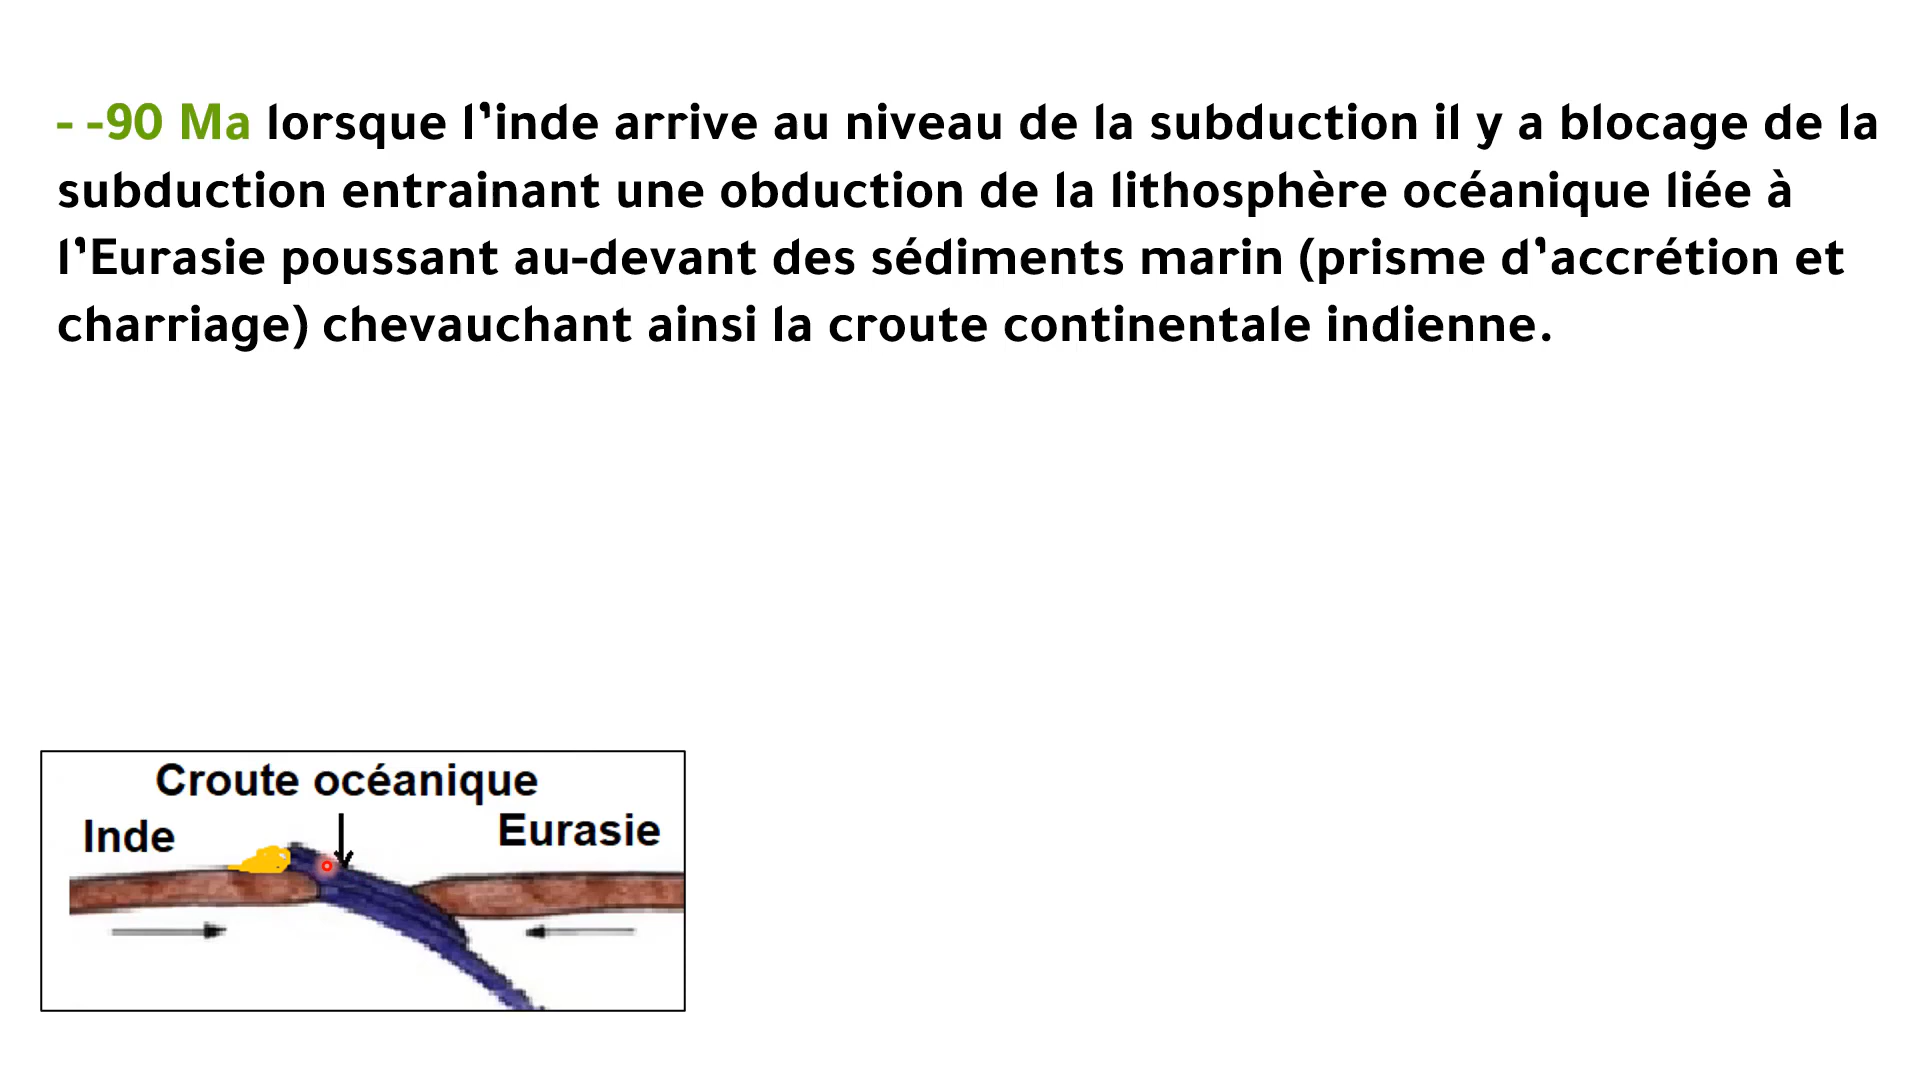 - -90 Ma lorsque l'inde arrive au niveau de la subduction il y a blocage de la
subduction entrainant une obduction de la lithosphère océanique liée à
l'Eurasie poussant au-devant des sédiments marin (prisme d'accrétion et
charriage) chevauchant ainsi la croute continentale indienne.
Croute océanique
Inde
Eurasie